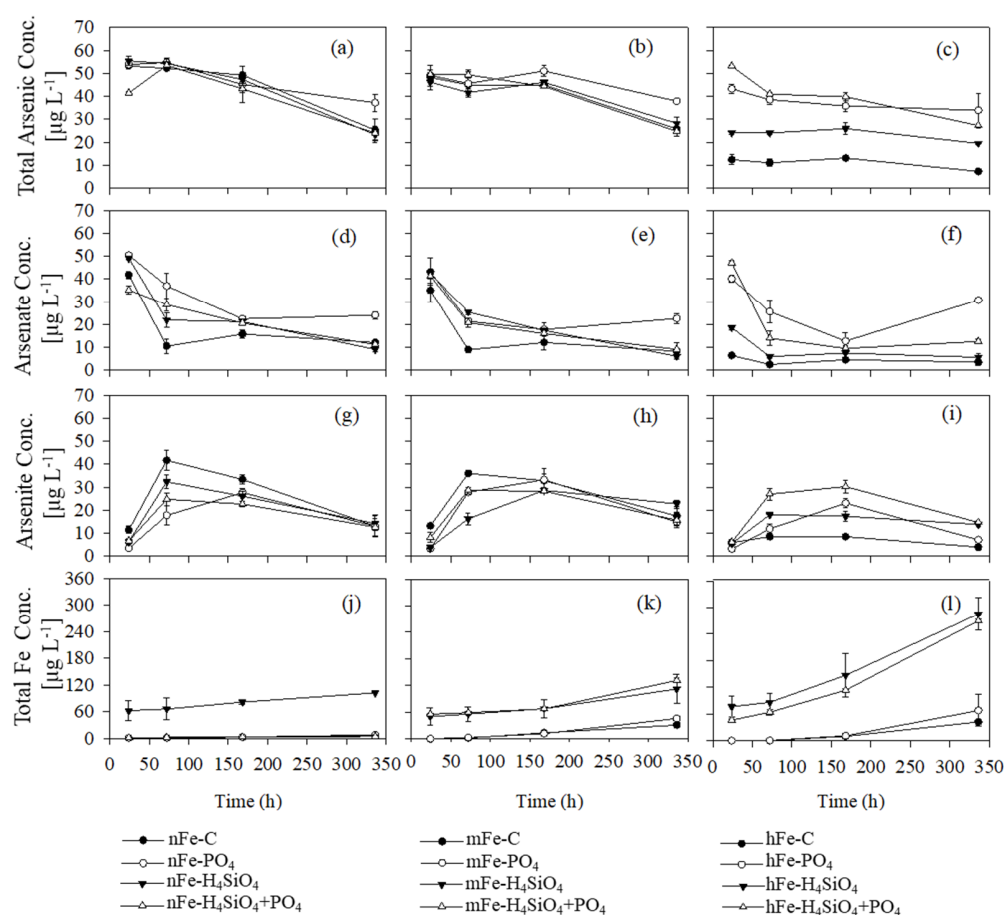 Total Arsenic Conc.
[µg L⁻¹]
70
60
50
40
30
20
10
0
(a)
(b)
(c)
Arsenate Conc.
[µg L⁻¹]
70
60
50
40
30
20
10
0
(d)
(e)
(f)
Arsenite Conc.
[µg L⁻¹]
70
60
50
40
30
20
10
0
(g)
(h)
(i)
Total Fe Conc.
[µg L⁻¹]
360
300
240
180
120
60
0
(j)
(k)
(l)
0 50 100 150 200 250 300 350
0 50 100 150 200 250 300 350
0 50 100 150 200 250 300 350
Time (h)
Time (h)
Time (h)
nFe-C
nFe-PO₄
nFe-H₄SiO₄
nFe-H₄SiO₄+PO₄
mFe-C
mFe-PO₄
mFe-H₄SiO₄
mFe-H₄SiO₄+PO₄
hFe-C
hFe-PO₄
hFe-H₄SiO₄
hFe-H₄SiO₄+PO₄